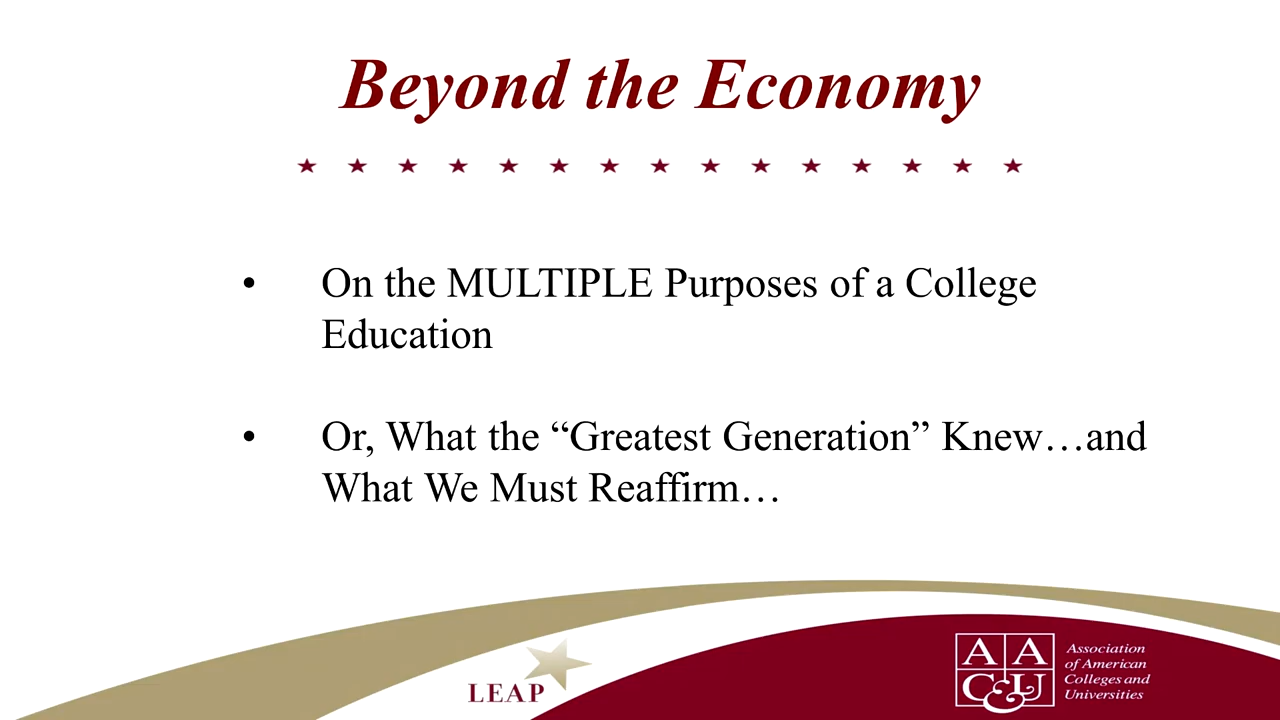 Beyond the Economy
• On the MULTIPLE Purposes of a College
Education
• Or, What the “Greatest Generation” Knew…and
What We Must Reaffirm…
LEAP
AAC&U
Association
of American
Colleges and
Universities